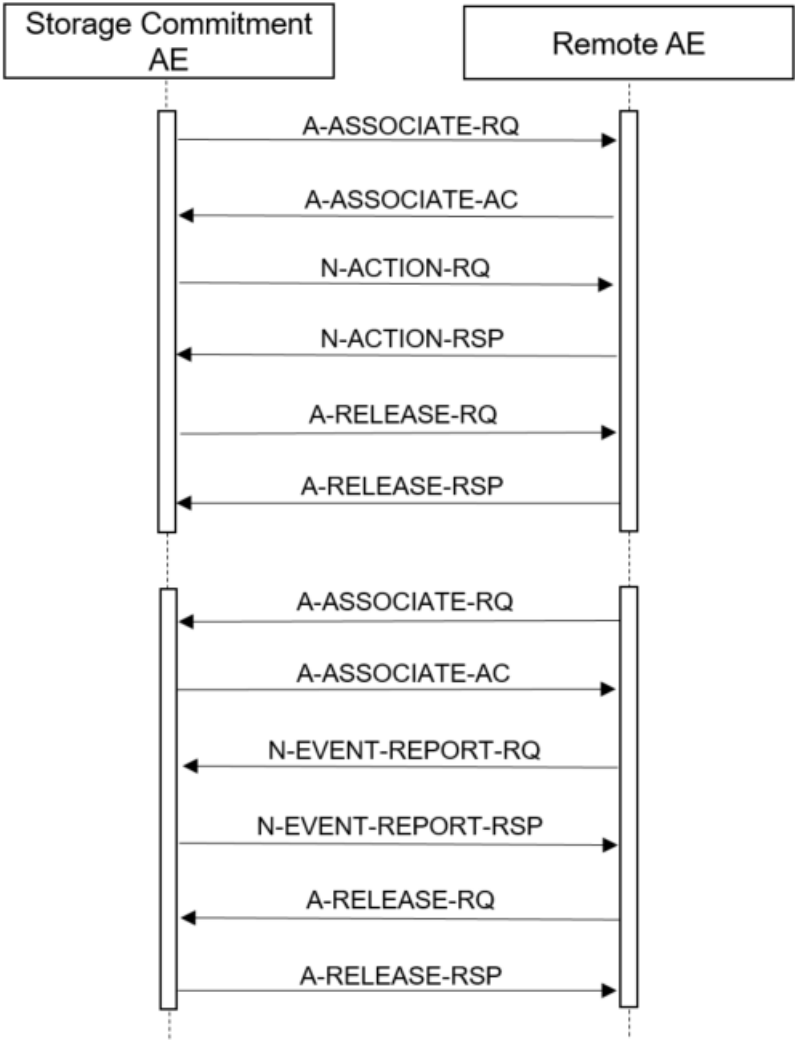 Storage Commitment
AE
Remote AE
A-ASSOCIATE-RQ
A-ASSOCIATE-AC
N-ACTION-RQ
N-ACTION-RSP
A-RELEASE-RQ
A-RELEASE-RSP
A-ASSOCIATE-RQ
A-ASSOCIATE-AC
N-EVENT-REPORT-RQ
N-EVENT-REPORT-RSP
A-RELEASE-RQ
A-RELEASE-RSP